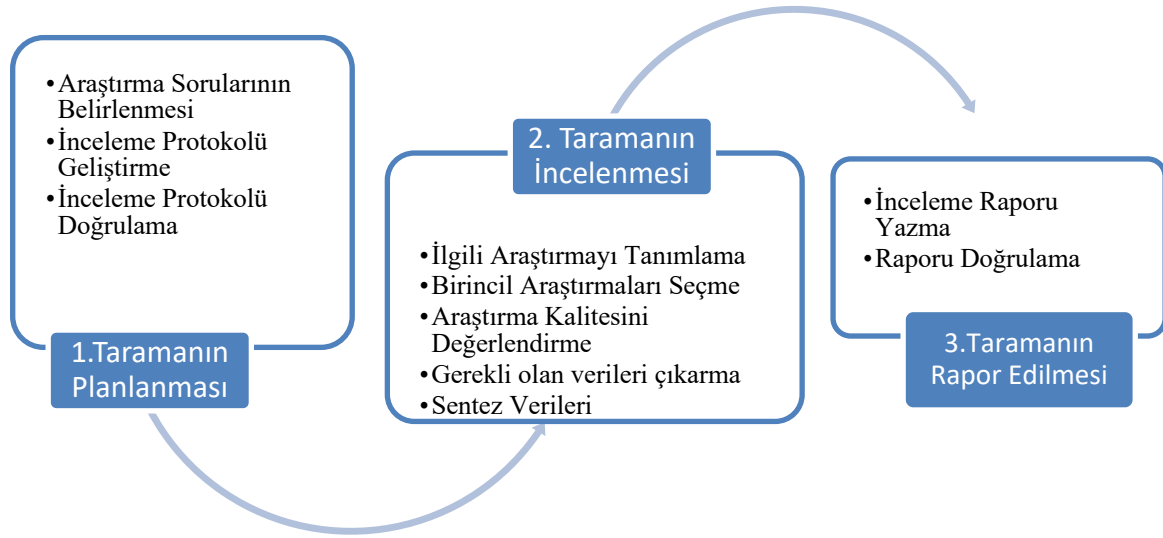 •Araştırma Sorularının
Belirlenmesi
•İnceleme Protokolü
Geliştirme
•İnceleme Protokolü
Doğrulama
1.Taramanın
Planlanması
2. Taramanın
İncelenmesi
•İlgili Araştırmayı Tanımlama
•Birincil Araştırmaları Seçme
•Araştırma Kalitesini
Değerlendirme
•Gerekli olan verileri çıkarma
•Sentez Verileri
•İnceleme Raporu
Yazma
•Raporu Doğrulama
3.Taramanın
Rapor Edilmesi